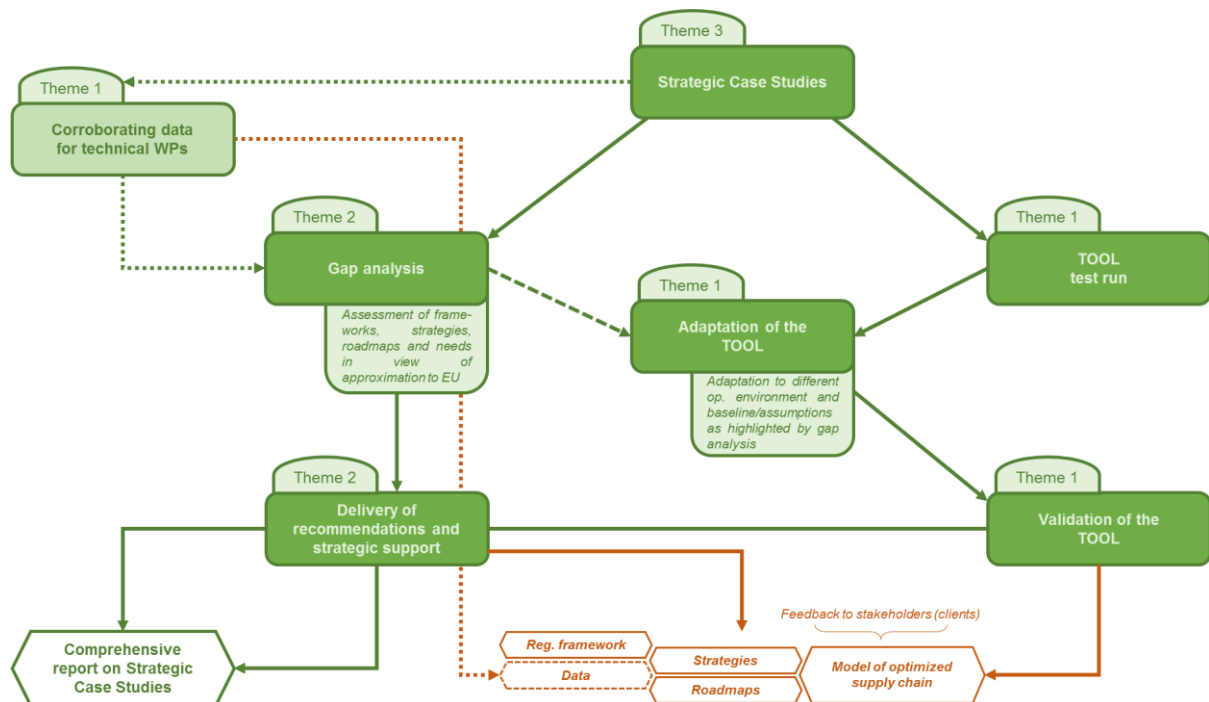 Theme 3
Strategic Case Studies
Theme 1
Corroborating data
for technical WPs
Theme 2
Gap analysis
Assessment of frame-
works, strategies,
roadmaps and needs
in view of
approximation to EU
Theme 1
TOOL
test run
Theme 1
Adaptation of the
TOOL
Adaptation to different
op. environment and
baseline/assumptions
as highlighted by gap
analysis
Theme 2
Delivery of
recommendations and
strategic support
Theme 1
Validation of the
TOOL
Comprehensive
report on Strategic
Case Studies
Feedback to stakeholders (clients)
Reg. framework
Data
Strategies
Roadmaps
Model of optimized
supply chain